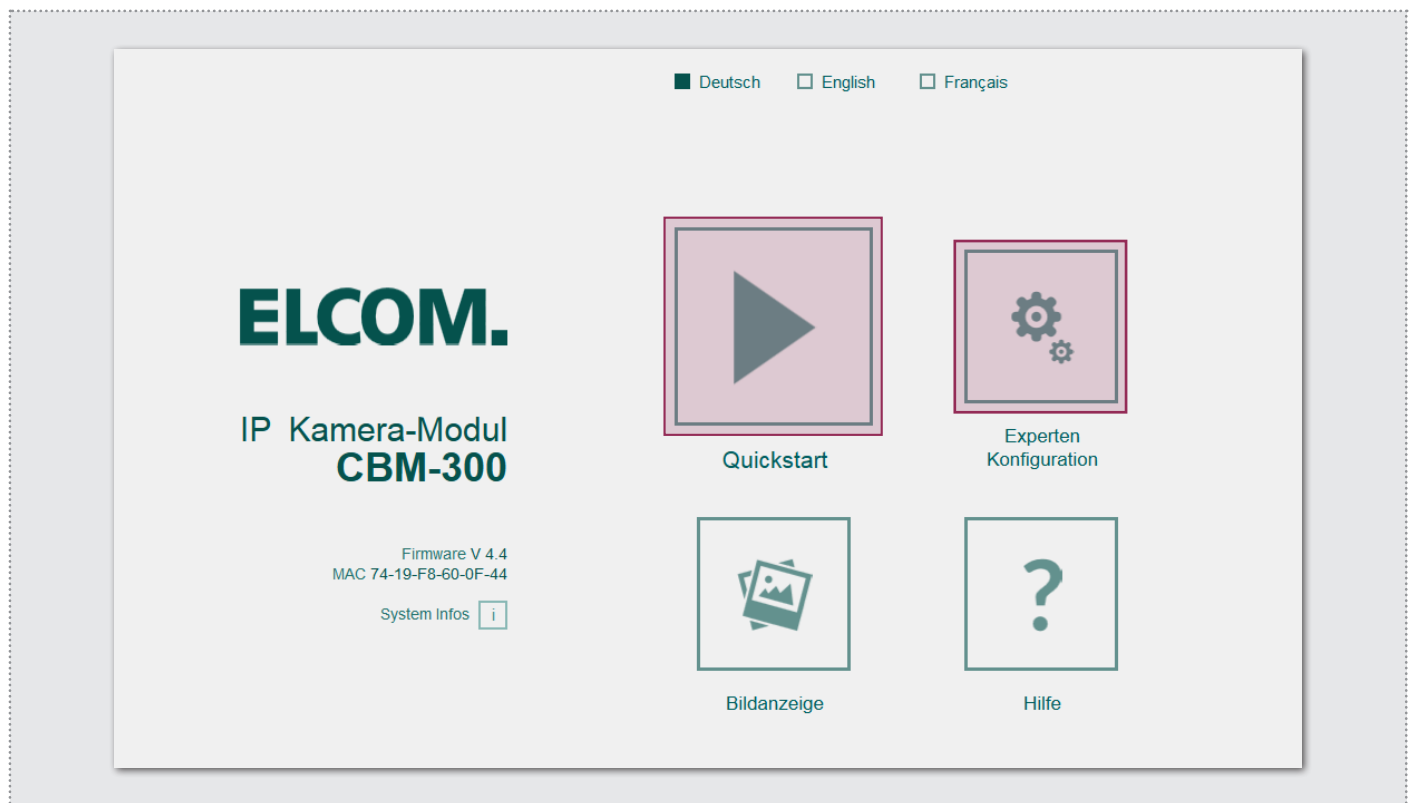 Deutsch English Français
ELCOM.
IP Kamera-Modul
CBM-300
Firmware V 4.4
MAC 74-19-F8-60-0F-44
System Infos i
Quickstart
Experten
Konfiguration
?
Bildanzeige
Hilfe